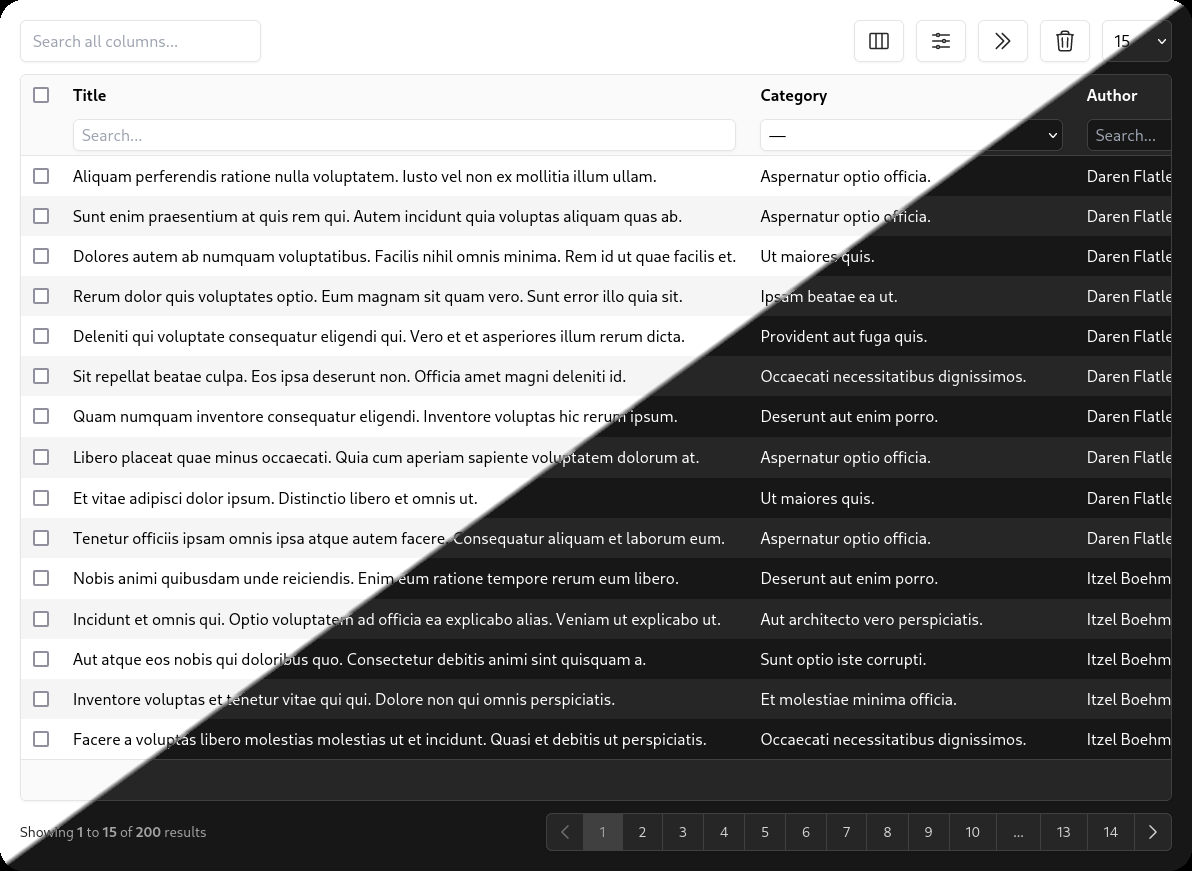 Search all columns... 15
Title Category Author
Search... — Search...
Aliquam perferendis ratione nulla voluptatem. Iusto vel non ex mollitia illum ullam. Aspernatur optio officia. Daren Flatle
Sunt enim praesentium at quis rem qui. Autem incidunt quia voluptas aliquam quas ab. Aspernatur optio officia. Daren Flatle
Dolores autem ab numquam voluptatibus. Facilis nihil omnis minima. Rem id ut quae facilis et. Ut maiores quis. Daren Flatle
Rerum dolor quis voluptates optio. Eum magnam sit quam vero. Sunt error illo quia sit. Ipsam beatae ea ut. Daren Flatle
Deleniti qui voluptate consequatur eligendi qui. Vero et et asperiores illum rerum dicta. Provident aut fuga quis. Daren Flatle
Sit repellat beatae culpa. Eos ipsa deserunt non. Officia amet magni deleniti id. Occaecati necessitatibus dignissimos. Daren Flatle
Quam numquam inventore consequatur eligendi. Inventore voluptas hic rerum ipsum. Deserunt aut enim porro. Daren Flatle
Libero placeat quae minus occaecati. Quia cum aperiam sapiente voluptatem dolorum at. Aspernatur optio officia. Daren Flatle
Et vitae adipisci dolor ipsum. Distinctio libero et omnis ut. Ut maiores quis. Daren Flatle
Tenetur officiis ipsam omnis ipsa atque autem facere. Consequatur aliquam et laborum eum. Aspernatur optio officia. Daren Flatle
Nobis animi quibusdam unde reiciendis. Enim eum ratione tempore rerum eum libero. Deserunt aut enim porro. Itzel Boehm
Incidunt et omnis qui. Optio voluptatem ad officia ea explicabo alias. Veniam ut explicabo ut. Aut architecto vero perspiciatis. Itzel Boehm
Aut atque eos nobis qui doloribus quo. Consectetur debitis animi sint quisquam a. Sunt optio iste corrupti. Itzel Boehm
Inventore voluptas et tenetur vitae qui qui. Dolore non qui omnis perspiciatis. Et molestiae minima officia. Itzel Boehm
Facere a voluptas libero molestias molestias ut et incidunt. Quasi et debitis ut perspiciatis. Occaecati necessitatibus dignissimos. Itzel Boehm
Showing 1 to 15 of 200 results 1 2 3 4 5 6 7 8 9 10 ... 13 14